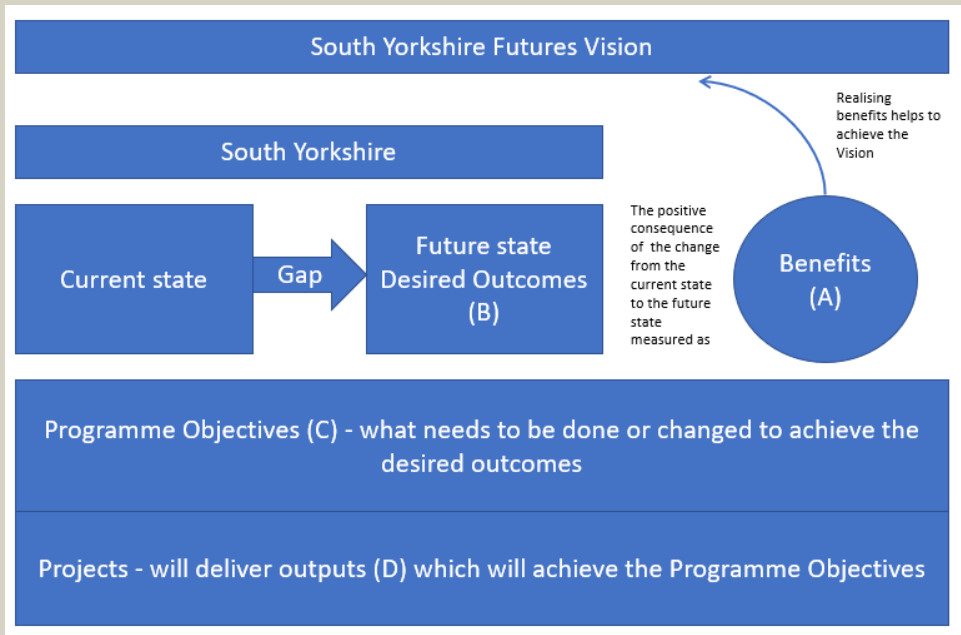 South Yorkshire Futures Vision
Realising
benefits helps to
achieve the
Vision
South Yorkshire
Current state
Gap
Future state
Desired Outcomes
(B)
The positive
consequence
of the change
from the
current state
to the future
state
measured as
Benefits
(A)
Programme Objectives (C) - what needs to be done or changed to achieve the
desired outcomes
Projects - will deliver outputs (D) which will achieve the Programme Objectives